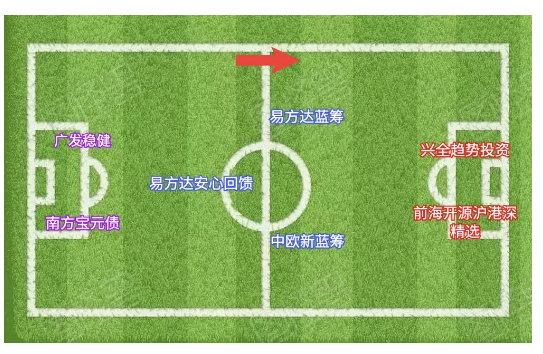 易方达蓝筹
广发稳健
兴全趋势投资
易方达安心回馈
前海开源沪港深
精选
南方宝元债
中欧新蓝筹